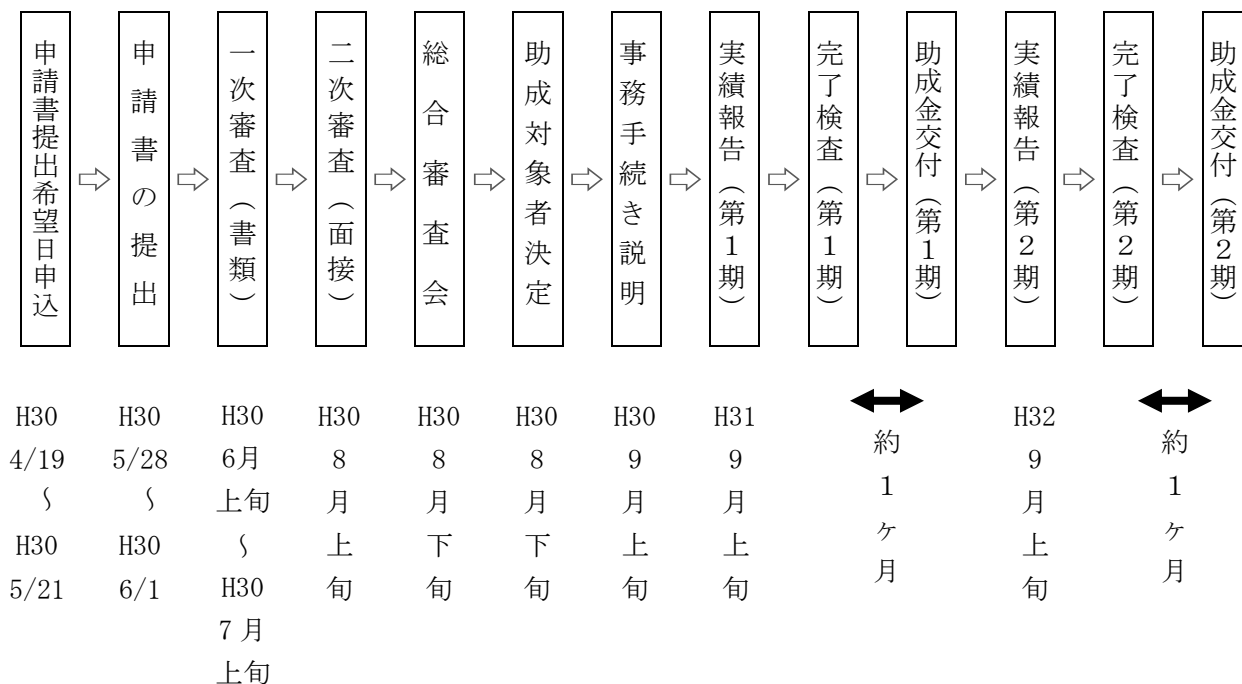 申請書提出希望日申込
申請書の提出
一次審査（書類）
二次審査（面接）
総合審査会
助成対象者決定
事務手続き説明
実績報告（第1期）
完了検査（第1期）
助成金交付（第1期）
実績報告（第2期）
完了検査（第2期）
助成金交付（第2期）
H30
4/19
～
H30
5/21
H30
5/28
～
H30
6/1
H30
6月
上旬
～
H30
7月
上旬
H30
8月上旬
H30
8月下旬
H30
8月下旬
H30
9月上旬
H31
9月上旬
約1ヶ月
H32
9月上旬
約1ヶ月